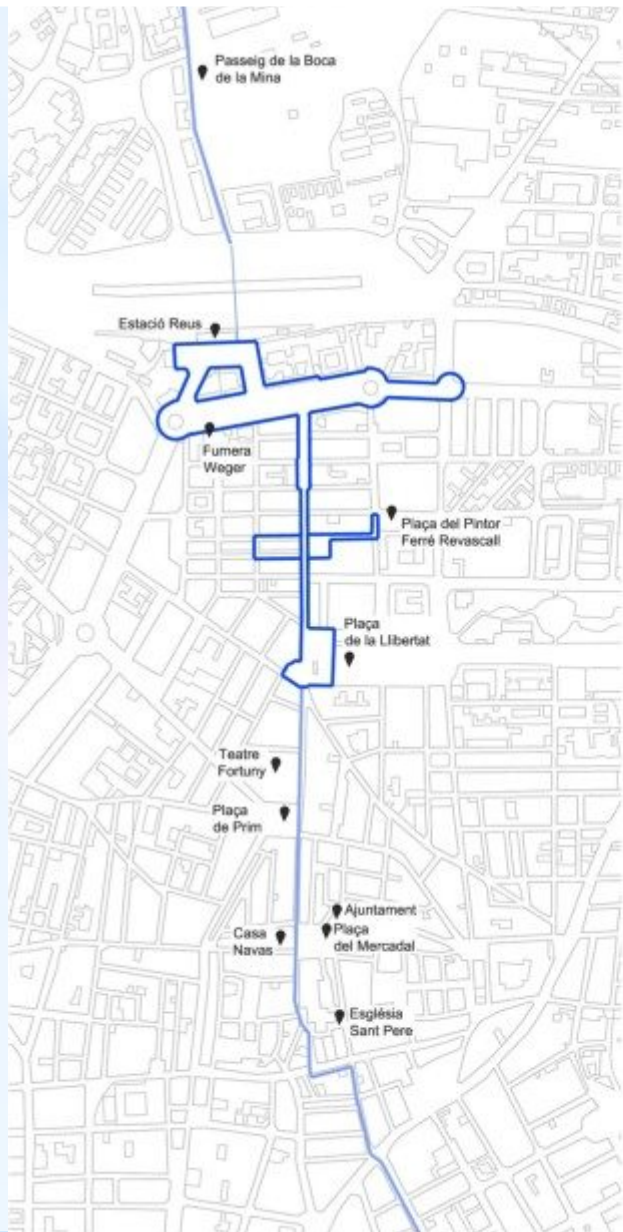 Passeig de la Boca
de la Mina
Estació Reus
Fumera
Weger
Plaça del Pintor
Ferré Revascall
Plaça
de la Llibertat
Teatre
Fortuny
Plaça
de Prim
Ajuntament
Plaça
del Mercadal
Casa
Navas
Església
Sant Pere